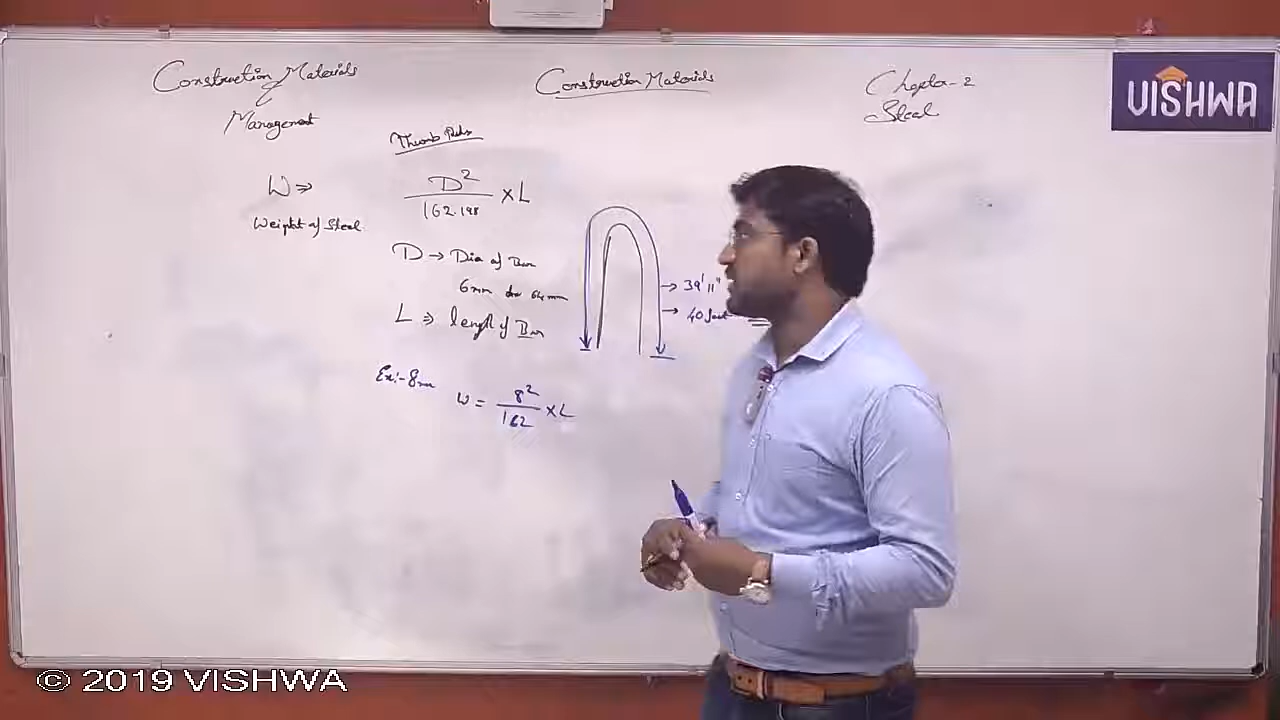 Construction Materials
Management
Construction Materials
Chapter-2
Steel
VISHWA
Thumb Rule
W ⇒
D²/162.198 × L
Weight of Steel
D → Dia of Bar
6mm to 64mm
L ⇒ length of Bar
→ 39' 11"
→ 40 feet
Ex:- 8mm
W = 8²/162 × L
© 2019 VISHWA